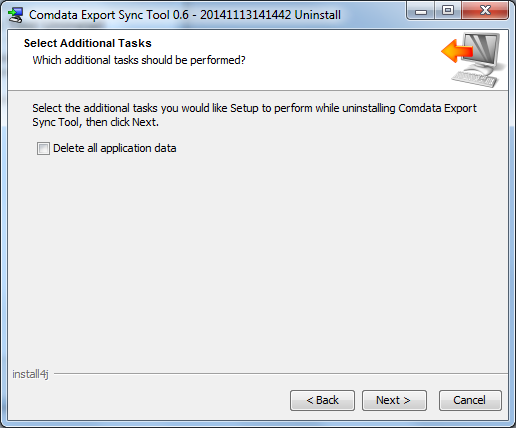 Comdata Export Sync Tool 0.6 - 20141113141442 Uninstall
Select Additional Tasks
Which additional tasks should be performed?
Select the additional tasks you would like Setup to perform while uninstalling Comdata Export
Sync Tool, then click Next.
Delete all application data
install4j
< Back
Next >
Cancel